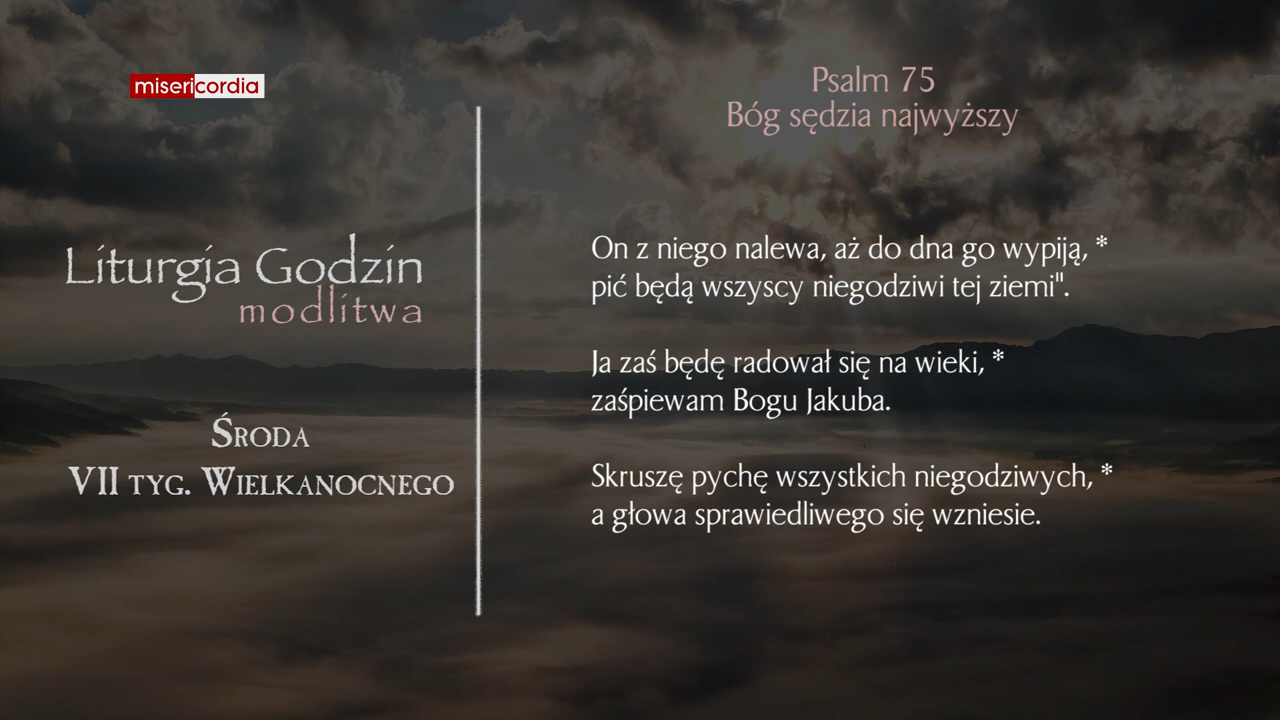 misericordia
Liturgia Godzin
modlitwa
Środa
VII tyg. Wielkanocnego
Psalm 75
Bóg sędzia najwyższy
On z niego nalewa, aż do dna go wypiją, *
pić będą wszyscy niegodziwi tej ziemi".
Ja zaś będę radował się na wieki, *
zaśpiewam Bogu Jakuba.
Skruszę pychę wszystkich niegodziwych, *
a głowa sprawiedliwego się wzniesie.